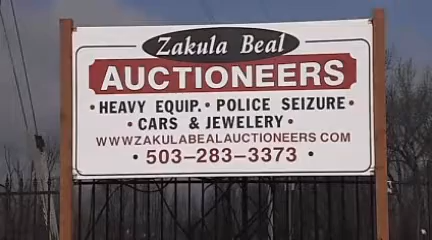 Zakula Beal
AUCTIONEERS
• HEAVY EQUIP. • POLICE SEIZURE •
• CARS & JEWELERY •
WWW.ZAKULABEALAUCTIONEERS.COM
• 503-283-3373 •